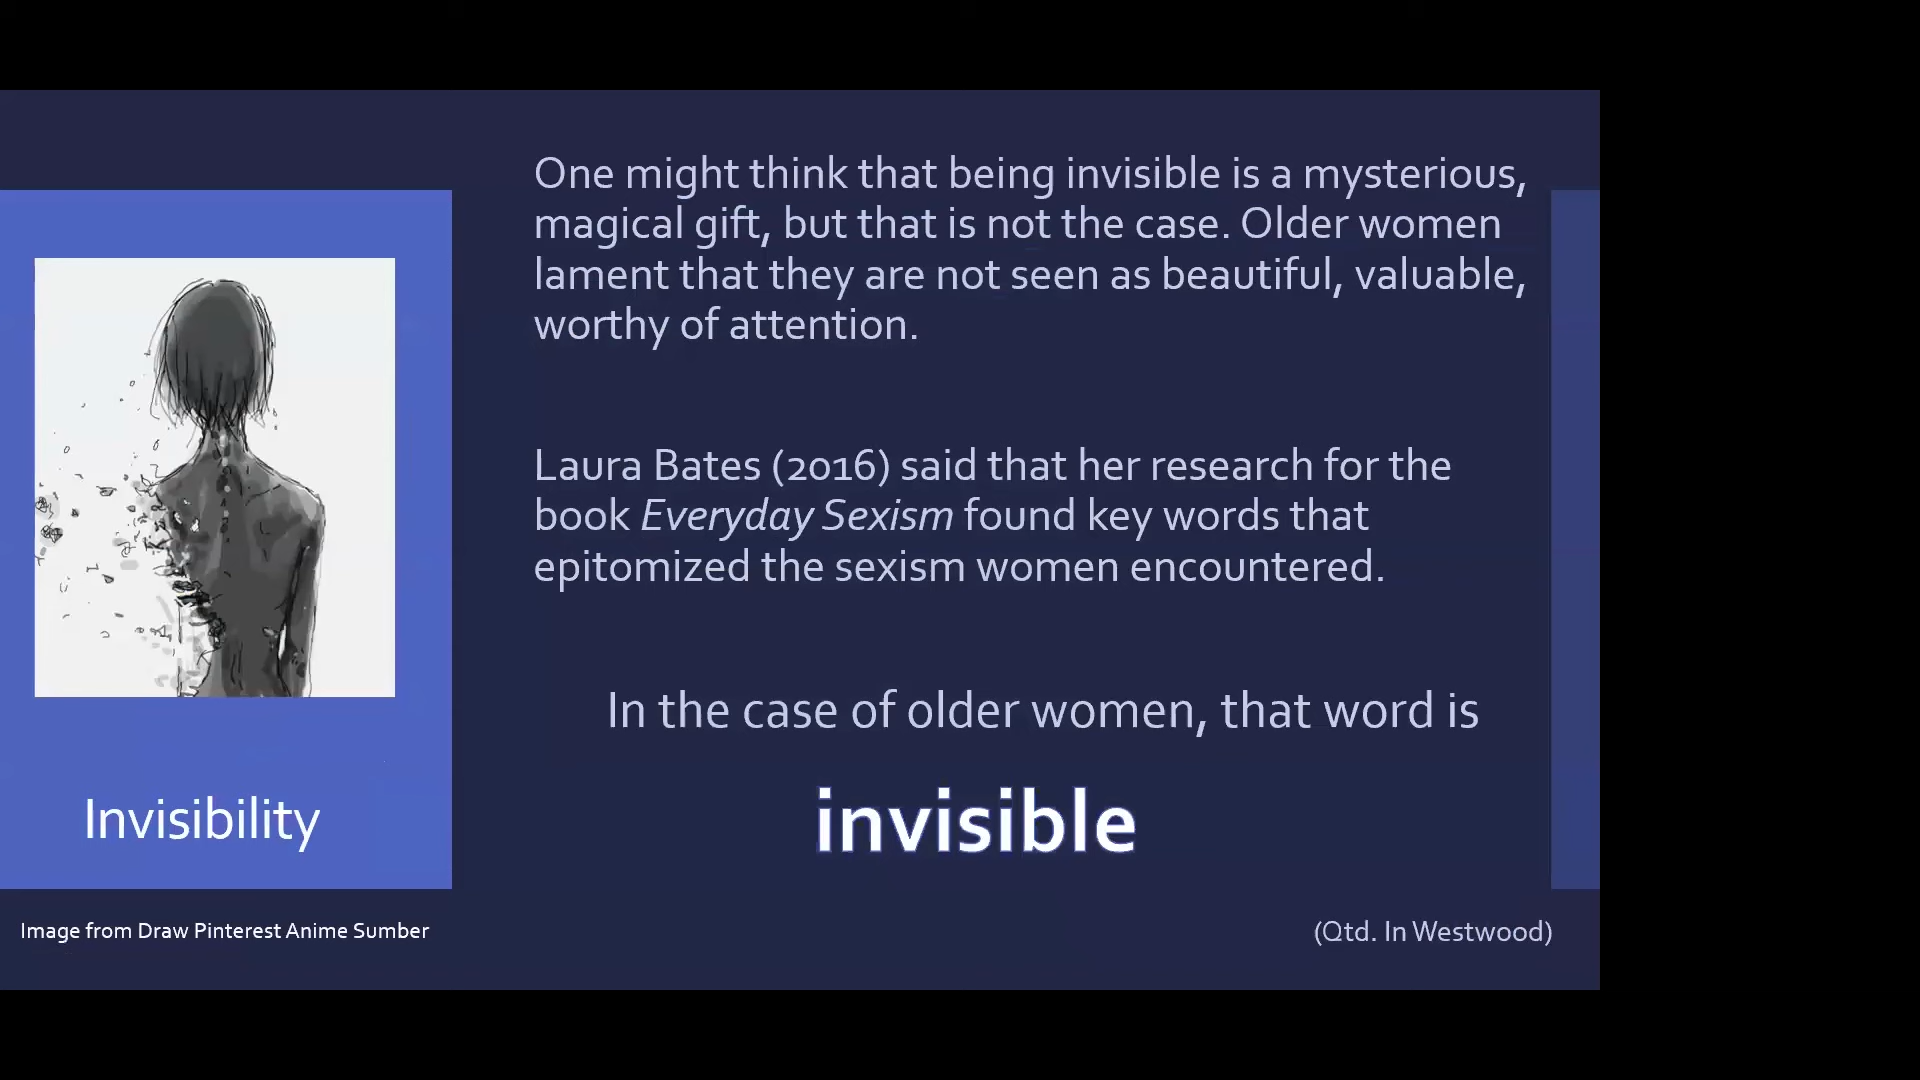 One might think that being invisible is a mysterious,
magical gift, but that is not the case. Older women
lament that they are not seen as beautiful, valuable,
worthy of attention.
Laura Bates (2016) said that her research for the
book Everyday Sexism found key words that
epitomized the sexism women encountered.
In the case of older women, that word is
invisible
Invisibility
Image from Draw Pinterest Anime Sumber
(Qtd. In Westwood)